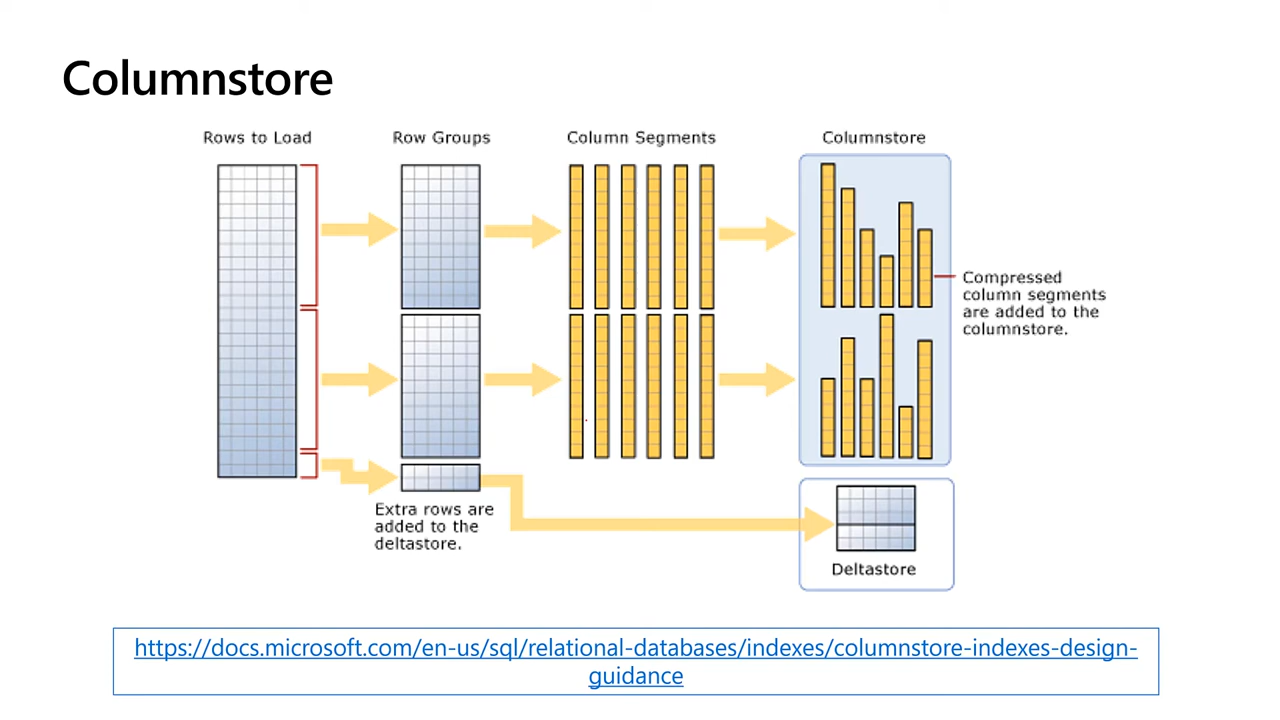 Columnstore
Rows to Load
Row Groups
Column Segments
Columnstore
Compressed
column segments
are added to the
columnstore.
Extra rows are
added to the
deltastore.
Deltastore
https://docs.microsoft.com/en-us/sql/relational-databases/indexes/columnstore-indexes-design-
guidance